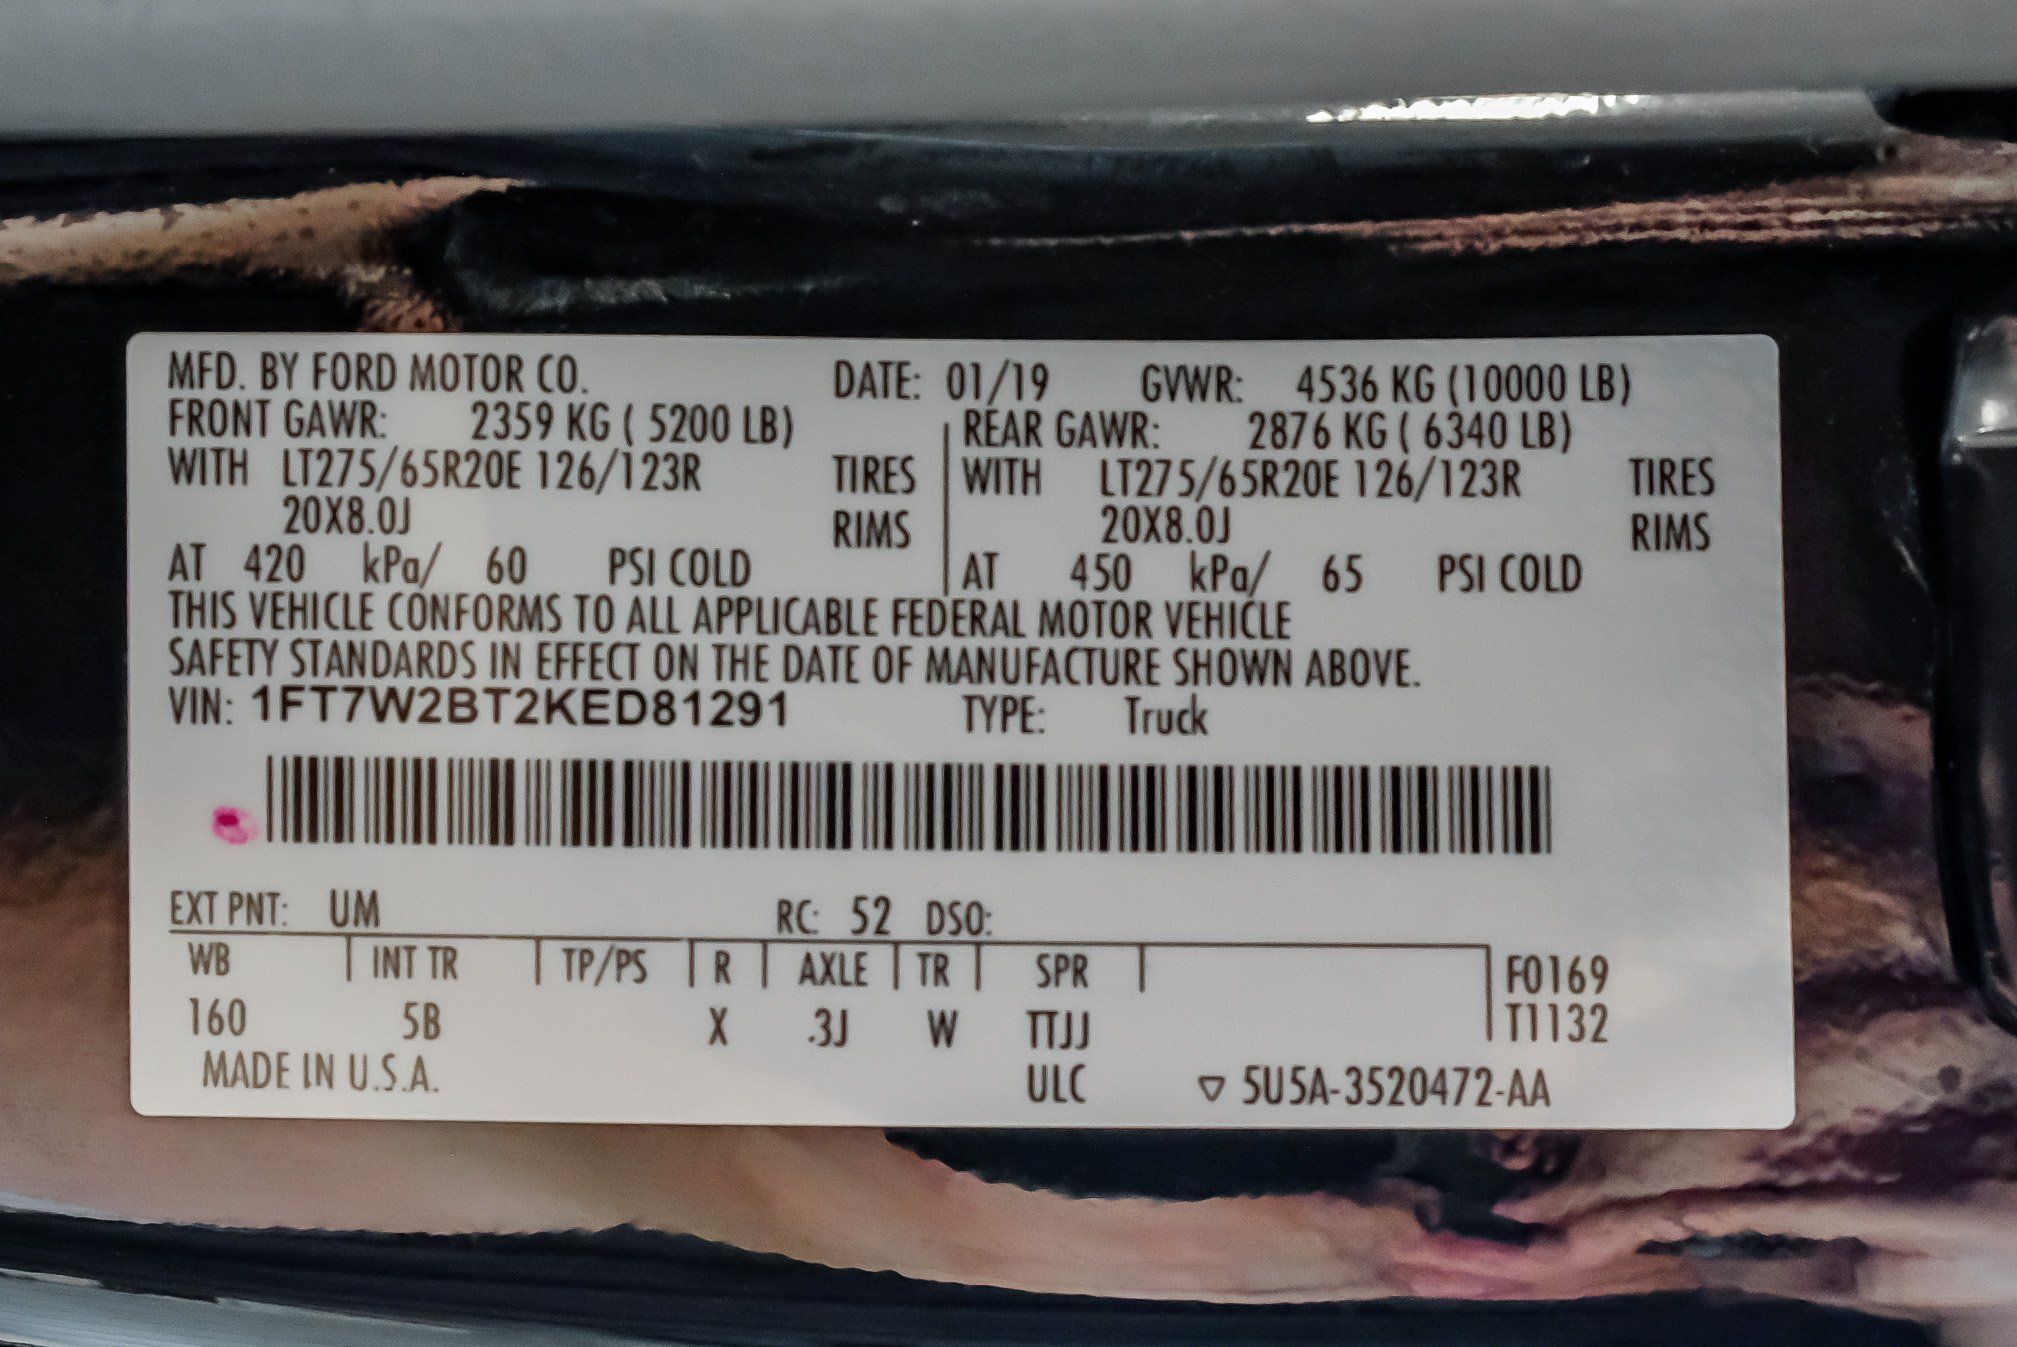 MFD. BY FORD MOTOR CO. DATE: 01/19 GVWR: 4536 KG (10000 LB)
FRONT GAWR: 2359 KG ( 5200 LB) REAR GAWR: 2876 KG ( 6340 LB)
WITH LT275/65R20E 126/123R TIRES WITH LT275/65R20E 126/123R TIRES
20X8.0J RIMS 20X8.0J RIMS
AT 420 kPa/ 60 PSI COLD AT 450 kPa/ 65 PSI COLD
THIS VEHICLE CONFORMS TO ALL APPLICABLE FEDERAL MOTOR VEHICLE
SAFETY STANDARDS IN EFFECT ON THE DATE OF MANUFACTURE SHOWN ABOVE.
VIN: 1FT7W2BT2KED81291 TYPE: Truck
EXT PNT: UM RC: 52 DSO:
WB INT TR TP/PS R AXLE TR SPR F0169
160 5B X .3J W TTJJ T1132
MADE IN U.S.A. ULC ▽ 5U5A-3520472-AA